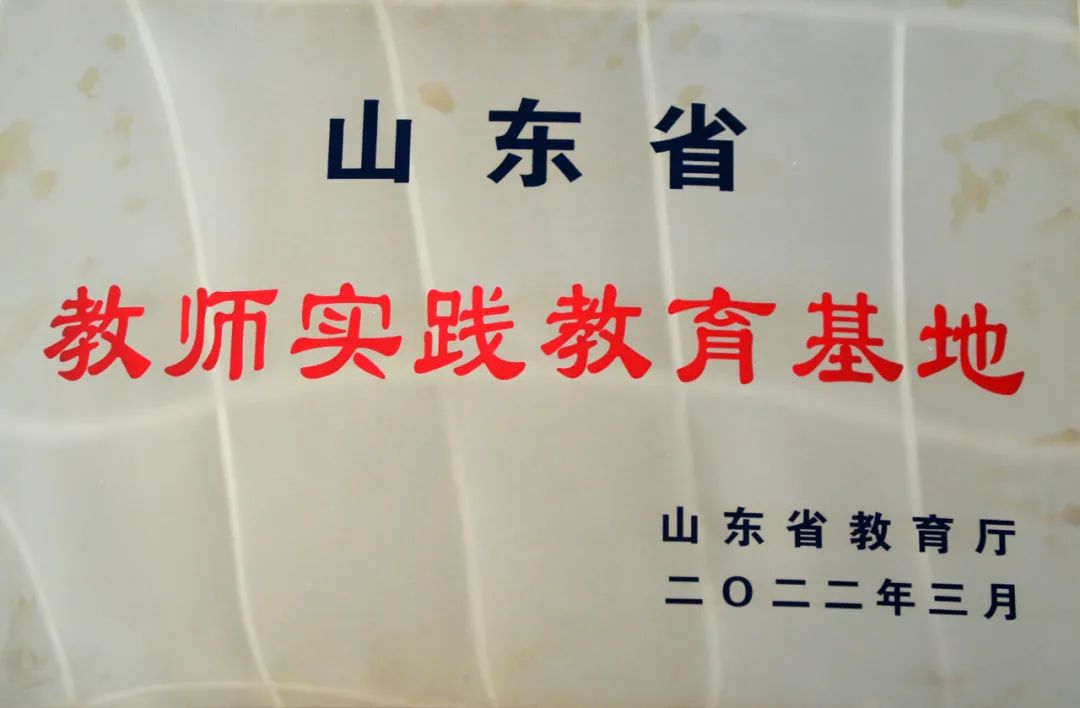 山东省
教师实践教育基地
山东省教育厅
二〇二二年三月